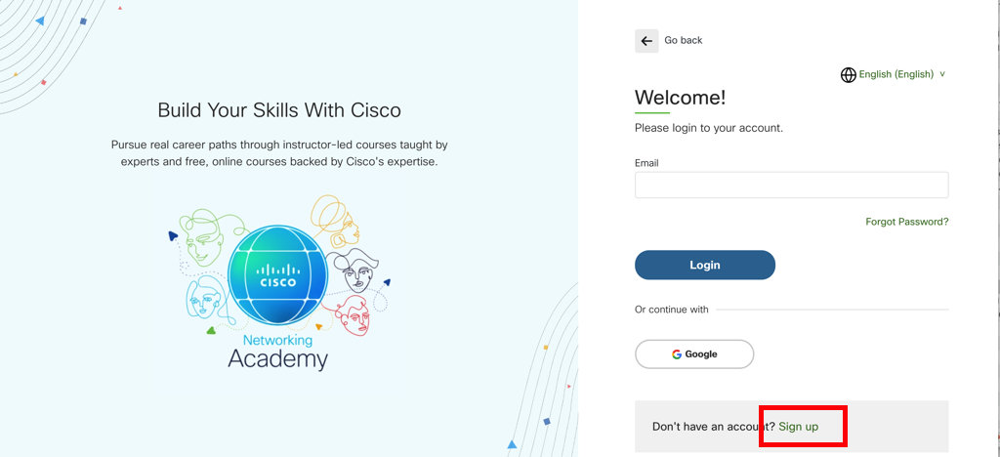 Build Your Skills With Cisco
Pursue real career paths through instructor-led courses taught by
experts and free, online courses backed by Cisco's expertise.
CISCO
Networking
Academy
Go back
English (English)
Welcome!
Please login to your account.
Email
Forgot Password?
Login
Or continue with
Google
Don't have an account? Sign up